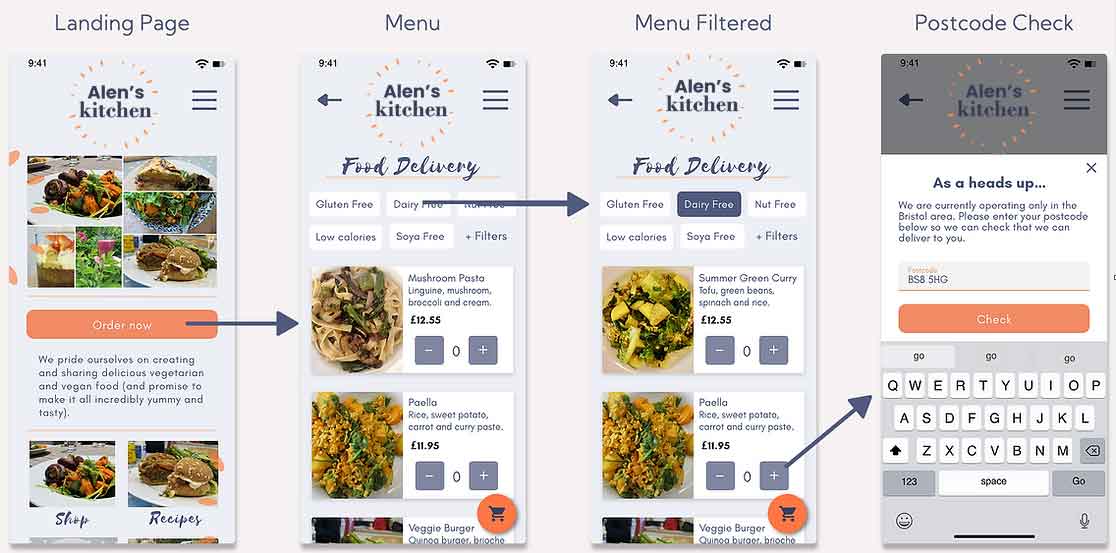 Landing Page
9:41
Alen's
kitchen
Order now
We pride ourselves on creating
and sharing delicious vegetarian
and vegan food (and promise to
make it all incredibly yummy and
tasty).
Shop
Recipes
Menu
9:41
Alen's
kitchen
Food Delivery
Gluten Free
Dairy Free
Nut Free
Low calories
Soya Free
+ Filters
Mushroom Pasta
Linguine, mushroom,
broccoli and cream.
£12.55
− 0 +
Paella
Rice, sweet potato,
carrot and curry paste.
£11.95
− 0 +
Veggie Burger
Quinoa burger, brioche
Menu Filtered
9:41
Alen's
kitchen
Food Delivery
Gluten Free
Dairy Free
Nut Free
Low calories
Soya Free
+ Filters
Summer Green Curry
Tofu, green beans,
spinach and rice.
£12.55
− 0 +
Paella
Rice, sweet potato,
carrot and curry paste.
£11.95
− 0 +
Veggie Burger
Quinoa burger, brioche
Postcode Check
9:41
Alen's
kitchen
As a heads up...
We are currently operating only in the
Bristol area. Please enter your postcode
below so we can check that we can
deliver to you.
Postcode
BS8 5HG
Check
go go go
Q W E R T Y U I O P
A S D F G H J K L
Z X C V B N M
123 space Go